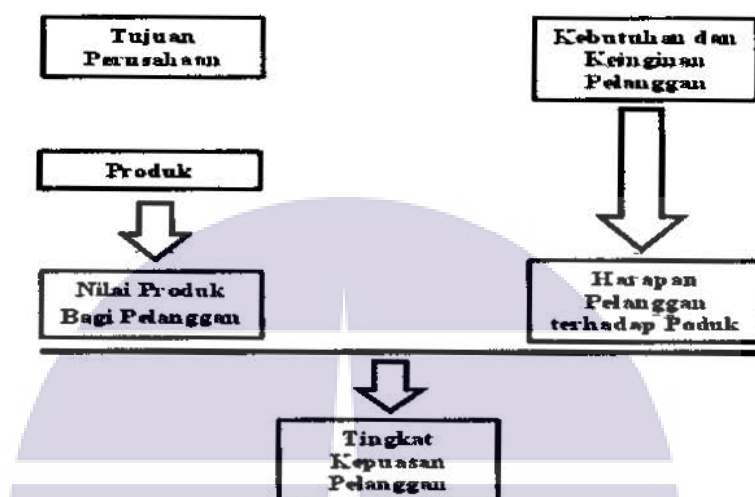 Tujuan
Perusahaan
Kebutuhan dan
Keinginan
Pelanggan
Produk
Nilai Produk
Bagi Pelanggan
Harapan
Pelanggan
terhadap Poduk
Tingkat
Kepuasan
Pelanggan